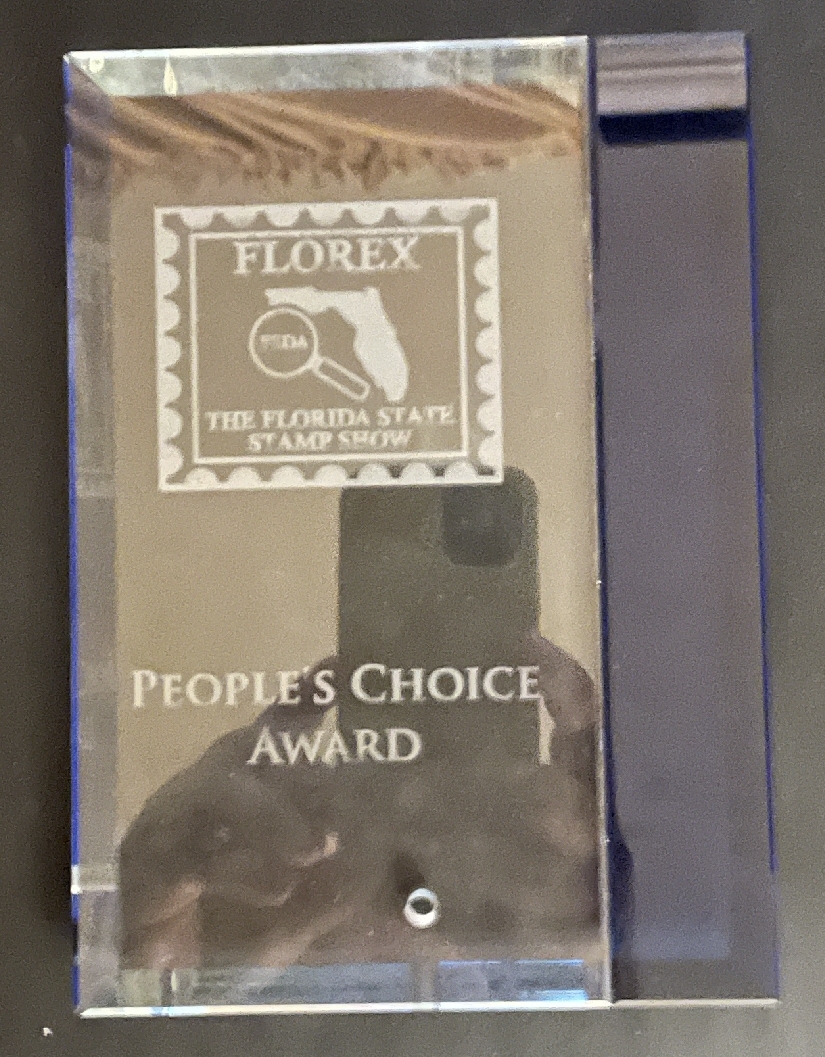 FLOREX
FSDA
THE FLORIDA STATE
STAMP SHOW
PEOPLE'S CHOICE
AWARD